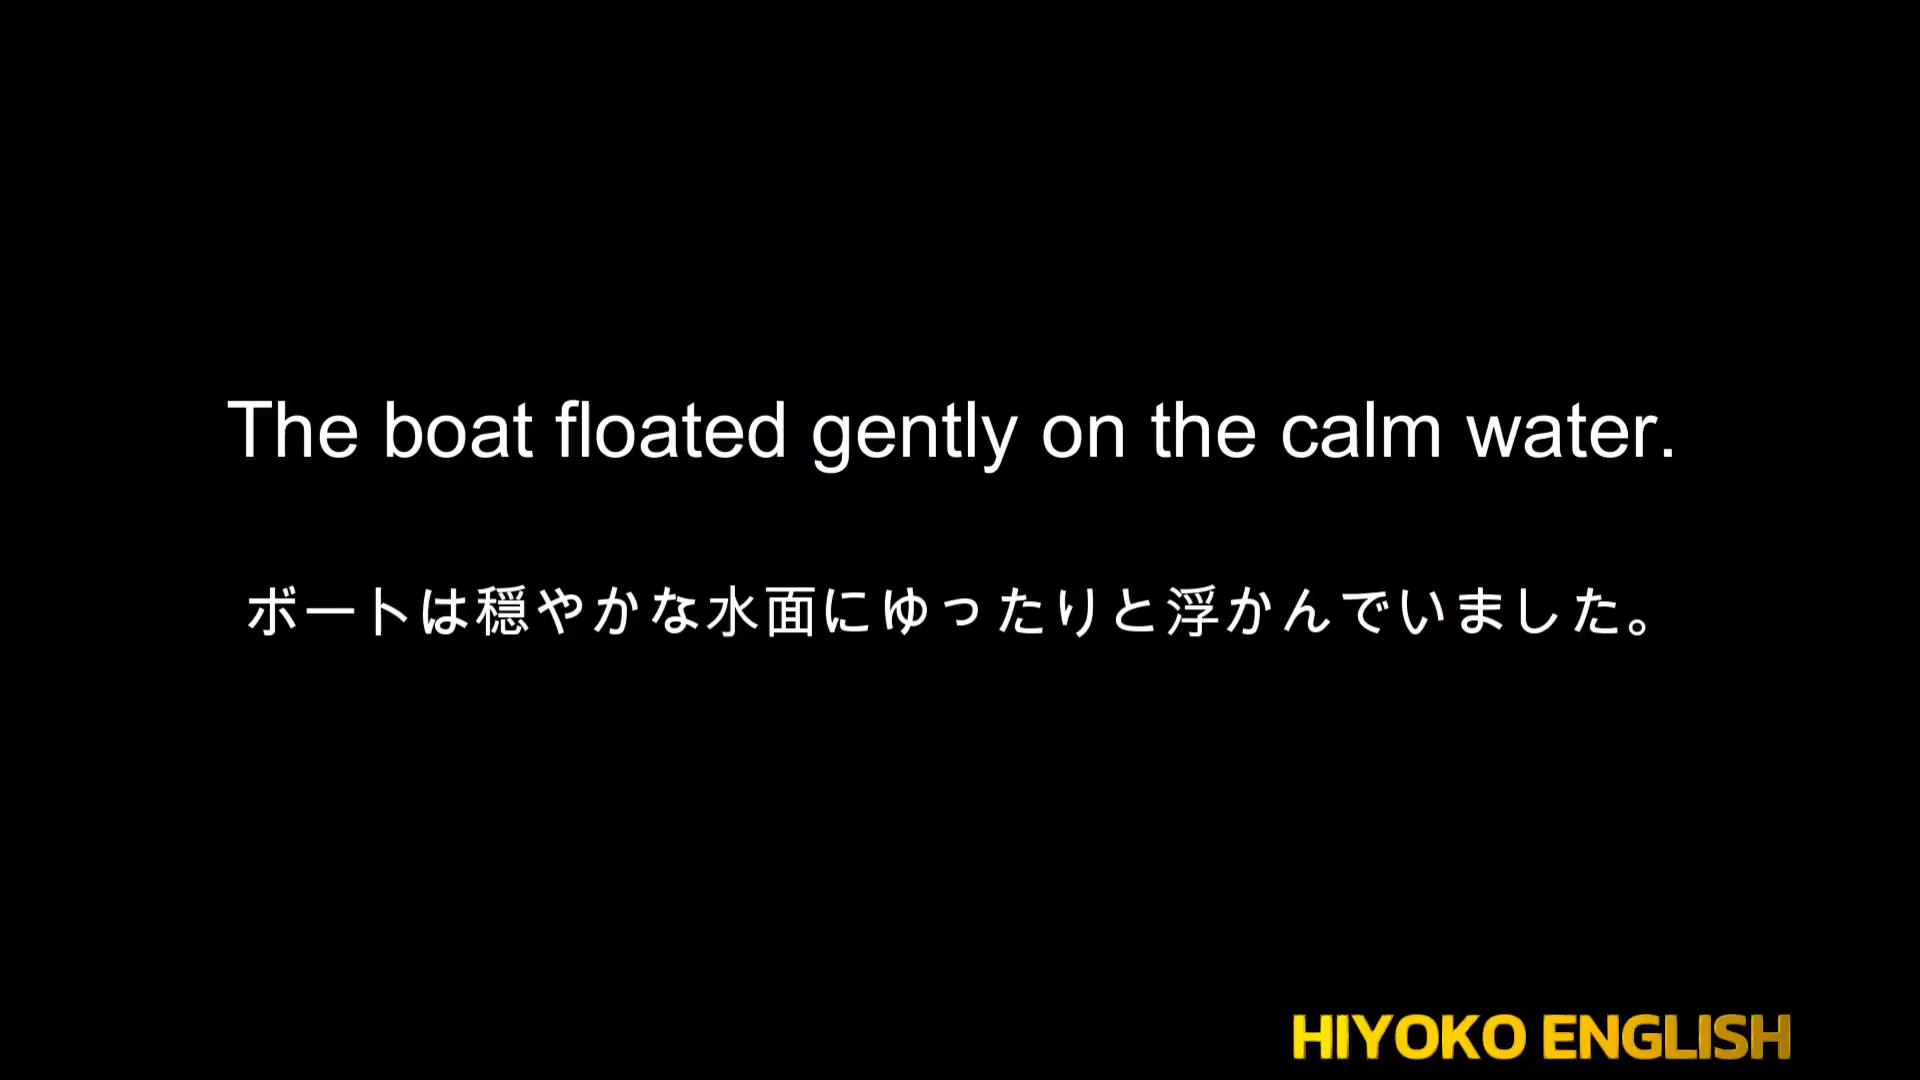 The boat floated gently on the calm water.
ボートは穏やかな水面にゆったりと浮かんでいました。
HIYOKO ENGLISH